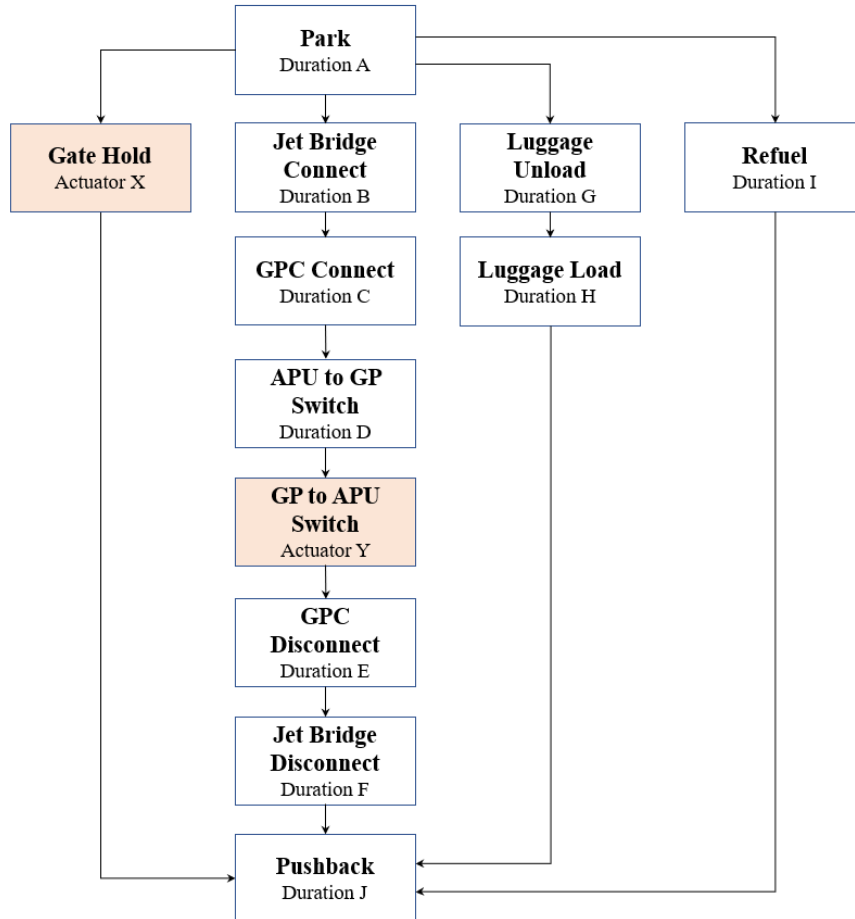 Park
Duration A
Gate Hold
Actuator X
Jet Bridge
Connect
Duration B
Luggage
Unload
Duration G
Refuel
Duration I
GPC Connect
Duration C
Luggage Load
Duration H
APU to GP
Switch
Duration D
GP to APU
Switch
Actuator Y
GPC
Disconnect
Duration E
Jet Bridge
Disconnect
Duration F
Pushback
Duration J